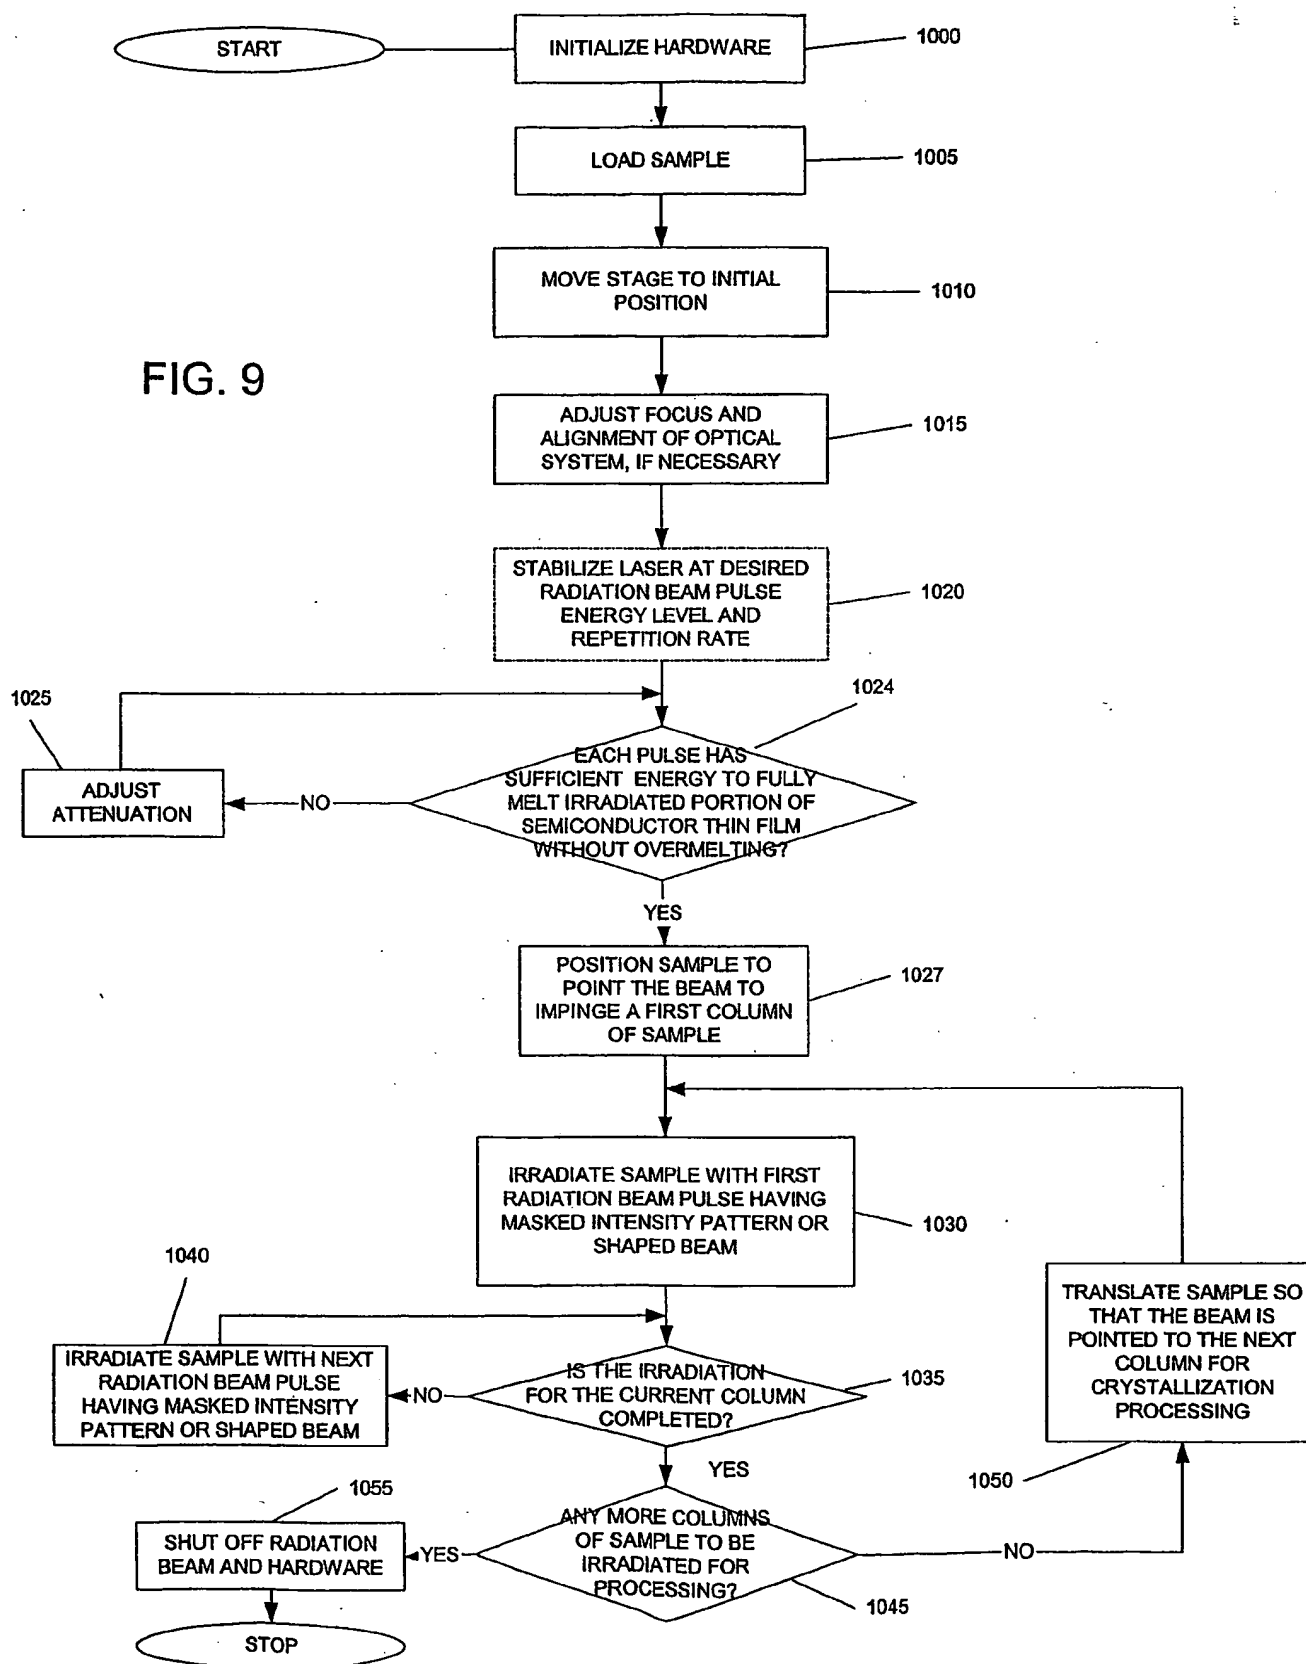 START
INITIALIZE HARDWARE
1000
LOAD SAMPLE
1005
MOVE STAGE TO INITIAL
POSITION
1010
FIG. 9
ADJUST FOCUS AND
ALIGNMENT OF OPTICAL
SYSTEM, IF NECESSARY
1015
STABILIZE LASER AT DESIRED
RADIATION BEAM PULSE
ENERGY LEVEL AND
REPETITION RATE
1020
1025
1024
ADJUST
ATTENUATION
NO
EACH PULSE HAS
SUFFICIENT ENERGY TO FULLY
MELT IRRADIATED PORTION OF
SEMICONDUCTOR THIN FILM
WITHOUT OVERMELTING?
YES
POSITION SAMPLE TO
POINT THE BEAM TO
IMPINGE A FIRST COLUMN
OF SAMPLE
1027
IRRADIATE SAMPLE WITH FIRST
RADIATION BEAM PULSE HAVING
MASKED INTENSITY PATTERN OR
SHAPED BEAM
1030
1040
IRRADIATE SAMPLE WITH NEXT
RADIATION BEAM PULSE
HAVING MASKED INTENSITY
PATTERN OR SHAPED BEAM
NO
IS THE IRRADIATION
FOR THE CURRENT COLUMN
COMPLETED?
1035
TRANSLATE SAMPLE SO
THAT THE BEAM IS
POINTED TO THE NEXT
COLUMN FOR
CRYSTALLIZATION
PROCESSING
1050
YES
1055
SHUT OFF RADIATION
BEAM AND HARDWARE
YES
ANY MORE COLUMNS
OF SAMPLE TO BE
IRRADIATED FOR
PROCESSING?
NO
1045
STOP